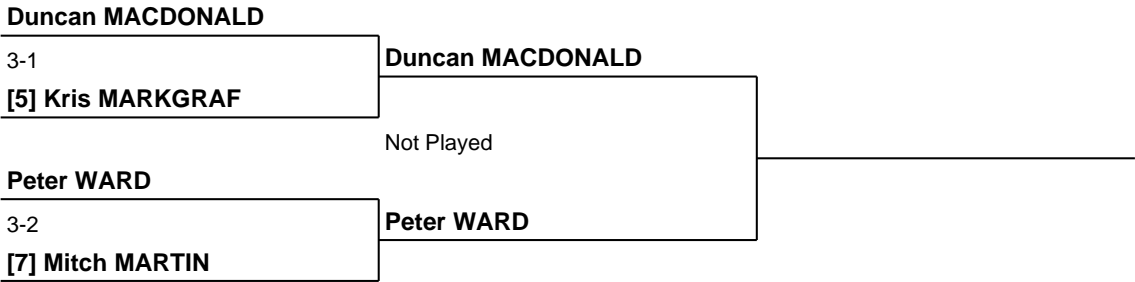 Duncan MACDONALD
3-1
Duncan MACDONALD
[5] Kris MARKGRAF
Not Played
Peter WARD
3-2
Peter WARD
[7] Mitch MARTIN